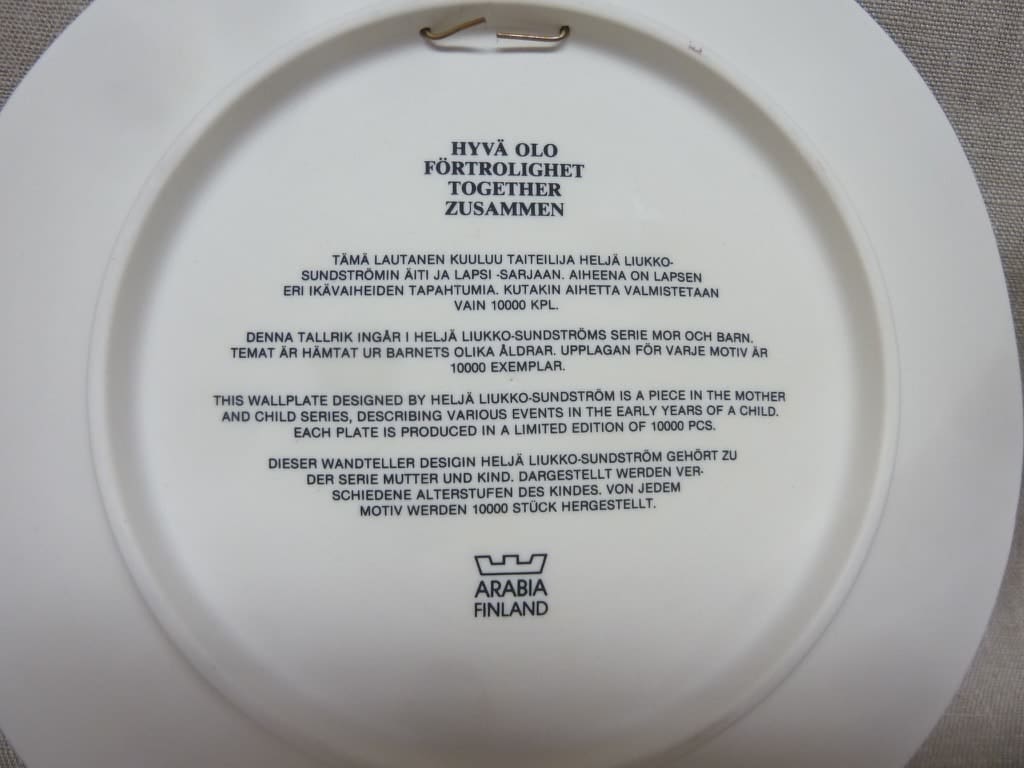 HYVÄ OLO
FÖRTROLIGHET
TOGETHER
ZUSAMMEN
TÄMÄ LAUTANEN KUULUU TAITEILIJA HELJÄ LIUKKO-
SUNDSTRÖMIN ÄITI JA LAPSI -SARJAAN. AIHEENA ON LAPSEN
ERI IKÄVAIHEIDEN TAPAHTUMIA. KUTAKIN AIHETTA VALMISTETAAN
VAIN 10000 KPL.
DENNA TALLRIK INGÅR I HELJÄ LIUKKO-SUNDSTRÖMS SERIE MOR OCH BARN.
TEMAT ÄR HÄMTAT UR BARNETS OLIKA ÅLDRAR. UPPLAGAN FÖR VARJE MOTIV ÄR
10000 EXEMPLAR.
THIS WALLPLATE DESIGNED BY HELJÄ LIUKKO-SUNDSTRÖM IS A PIECE IN THE MOTHER
AND CHILD SERIES, DESCRIBING VARIOUS EVENTS IN THE EARLY YEARS OF A CHILD.
EACH PLATE IS PRODUCED IN A LIMITED EDITION OF 10000 PCS.
DIESER WANDTELLER DESIGIN HELJÄ LIUKKO-SUNDSTRÖM GEHÖRT ZU
DER SERIE MUTTER UND KIND. DARGESTELLT WERDEN VER-
SCHIEDENE ALTERSTUFEN DES KINDES. VON JEDEM
MOTIV WERDEN 10000 STÜCK HERGESTELLT.
ARABIA
FINLAND